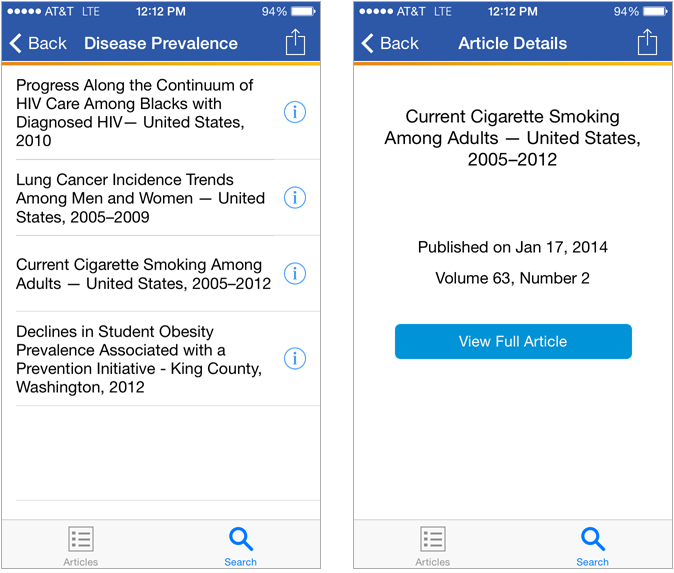 AT&T LTE 12:12 PM 94%
Back Disease Prevalence
Progress Along the Continuum of
HIV Care Among Blacks with
Diagnosed HIV— United States,
2010
Lung Cancer Incidence Trends
Among Men and Women — United
States, 2005–2009
Current Cigarette Smoking Among
Adults — United States, 2005–2012
Declines in Student Obesity
Prevalence Associated with a
Prevention Initiative - King County,
Washington, 2012
Articles Search
AT&T LTE 12:12 PM 94%
Back Article Details
Current Cigarette Smoking
Among Adults — United States,
2005–2012
Published on Jan 17, 2014
Volume 63, Number 2
View Full Article
Articles Search